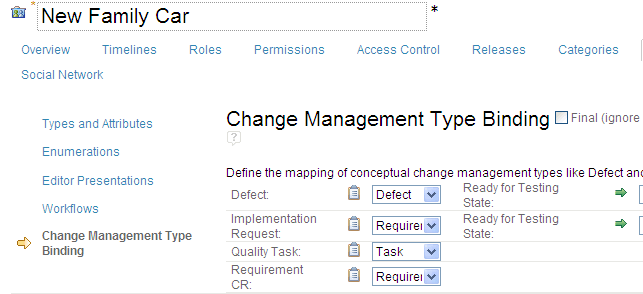 * New Family Car *
Overview Timelines Roles Permissions Access Control Releases Categories
Social Network
Types and Attributes
Enumerations
Editor Presentations
Workflows
Change Management Type
Binding
Change Management Type Binding Final (ignore
?
Define the mapping of conceptual change management types like Defect and
Defect: Defect Ready for Testing
State:
Implementation
Request: Requirer Ready for Testing
State:
Quality Task: Task
Requirement
CR: Requirer